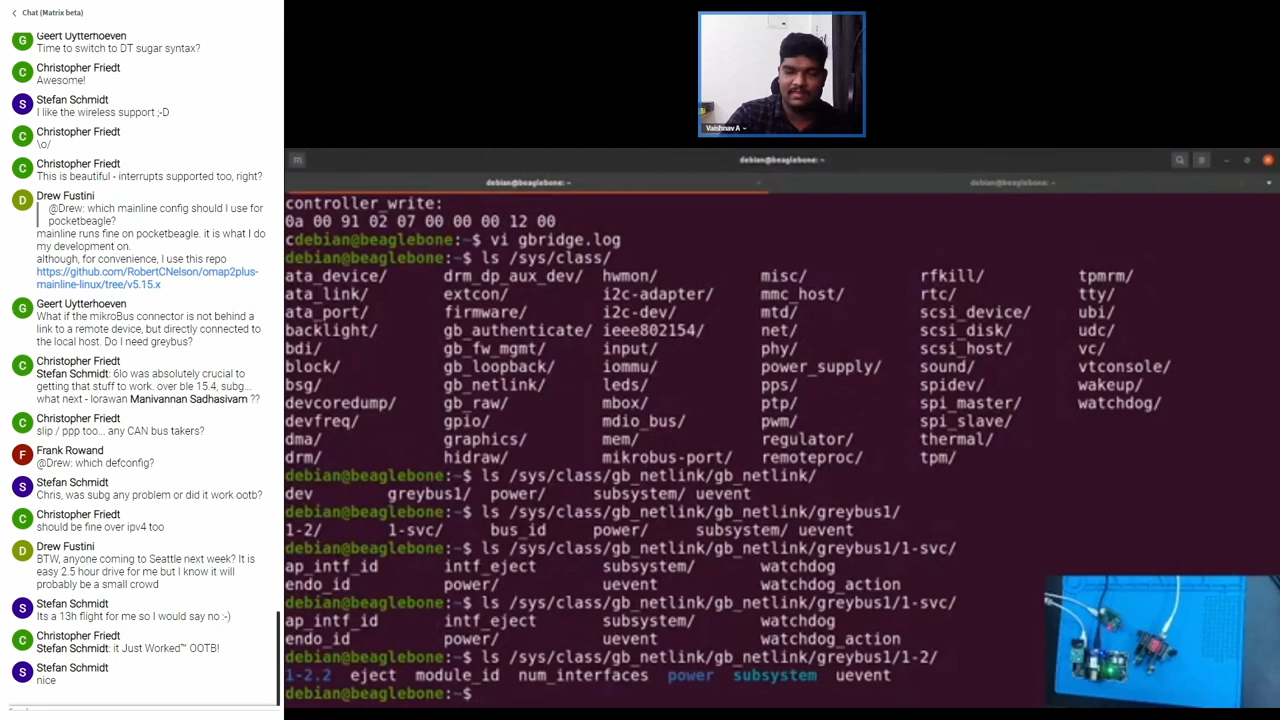 Chat (Matrix beta)
Geert Uytterhoeven
Time to switch to DT sugar syntax?
Christopher Friedt
Awesome!
Stefan Schmidt
I like the wireless support ;-D
Christopher Friedt
\o/
Christopher Friedt
This is beautiful - interrupts supported too, right?
Drew Fustini
@Drew: which mainline config should I use for
pocketbeagle?
mainline runs fine on pocketbeagle. it is what I do
my development on.
although, for convenience, I use this repo
https://github.com/RobertCNelson/omap2plus-
mainline-linux/tree/v5.15.x
Geert Uytterhoeven
What if the mikroBus connector is not behind a
link to a remote device, but directly connected to
the local host. Do I need greybus?
Christopher Friedt
Stefan Schmidt: 6lo was absolutely crucial to
getting that stuff to work. over ble 15.4, subg...
what next - lorawan Manivannan Sadhasivam ??
Christopher Friedt
slip / ppp too... any CAN bus takers?
Frank Rowand
@Drew: which defconfig?
Stefan Schmidt
Chris, was subg any problem or did it work ootb?
Christopher Friedt
should be fine over ipv4 too
Drew Fustini
BTW, anyone coming to Seattle next week? It is
easy 2.5 hour drive for me but I know it will
probably be a small crowd
Stefan Schmidt
Its a 13h flight for me so I would say no :-)
Christopher Friedt
Stefan Schmidt: it Just Worked™ OOTB!
Stefan Schmidt
nice
Vaishnav A
debian@beaglebone: ~
debian@beaglebone: ~ debian@beaglebone: ~
controller_write:
0a 00 91 02 07 00 00 00 12 00
cdebian@beaglebone:~$ vi gbridge.log
debian@beaglebone:~$ ls /sys/class/
ata_device/ drm_dp_aux_dev/ hwmon/ misc/ rfkill/ tpmrm/
ata_link/ extcon/ i2c-adapter/ mmc_host/ rtc/ tty/
ata_port/ firmware/ i2c-dev/ mtd/ scsi_device/ ubi/
backlight/ gb_authenticate/ ieee802154/ net/ scsi_disk/ udc/
bdi/ gb_fw_mgmt/ input/ phy/ scsi_host/ vc/
block/ gb_loopback/ iommu/ power_supply/ sound/ vtconsole/
bsg/ gb_netlink/ leds/ pps/ spidev/ wakeup/
devcoredump/ gb_raw/ mbox/ ptp/ spi_master/ watchdog/
devfreq/ gpio/ mdio_bus/ pwm/ spi_slave/
dma/ graphics/ mem/ regulator/ thermal/
drm/ hidraw/ mikrobus-port/ remoteproc/ tpm/
debian@beaglebone:~$ ls /sys/class/gb_netlink/gb_netlink/
dev greybus1/ power/ subsystem/ uevent
debian@beaglebone:~$ ls /sys/class/gb_netlink/gb_netlink/greybus1/
1-2/ 1-svc/ bus_id power/ subsystem/ uevent
debian@beaglebone:~$ ls /sys/class/gb_netlink/gb_netlink/greybus1/1-svc/
ap_intf_id intf_eject subsystem/ watchdog
endo_id power/ uevent watchdog_action
debian@beaglebone:~$ ls /sys/class/gb_netlink/gb_netlink/greybus1/1-svc/
ap_intf_id intf_eject subsystem/ watchdog
endo_id power/ uevent watchdog_action
debian@beaglebone:~$ ls /sys/class/gb_netlink/gb_netlink/greybus1/1-2/
1-2.2 eject module_id num_interfaces power subsystem uevent
debian@beaglebone:~$